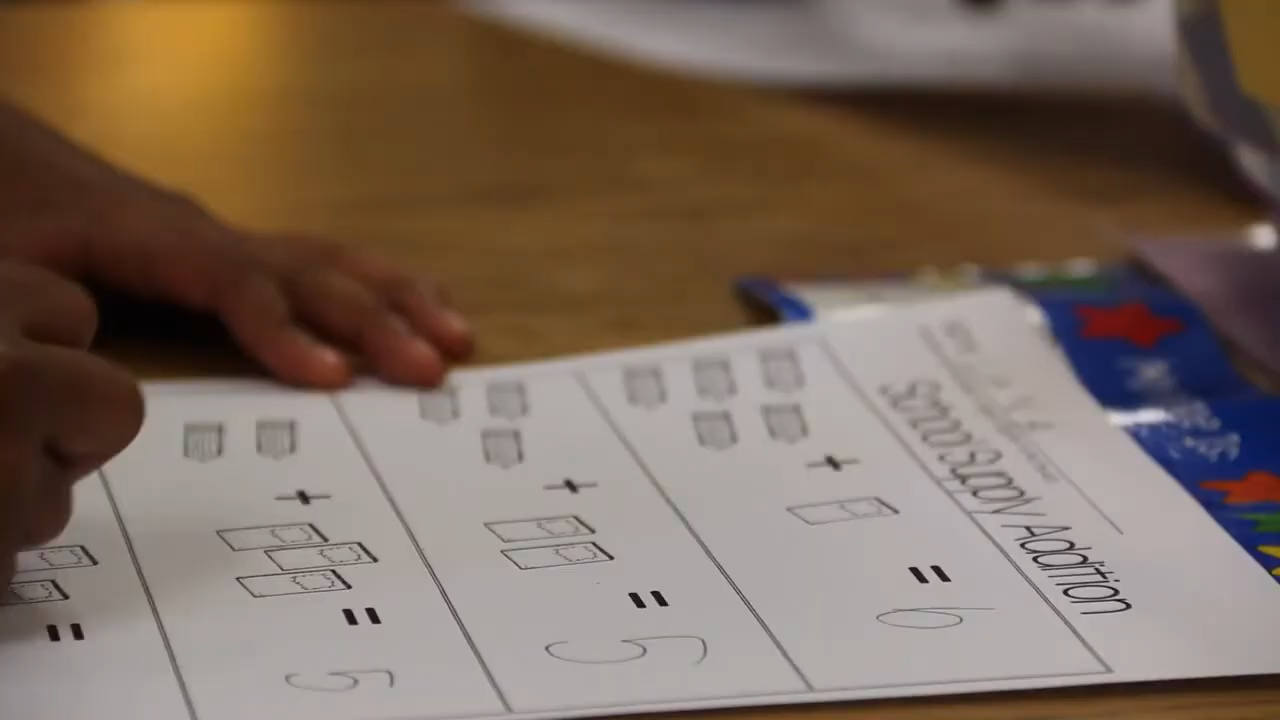 School Supply Addition
+ = 6
+ = 5
+ = 5
=